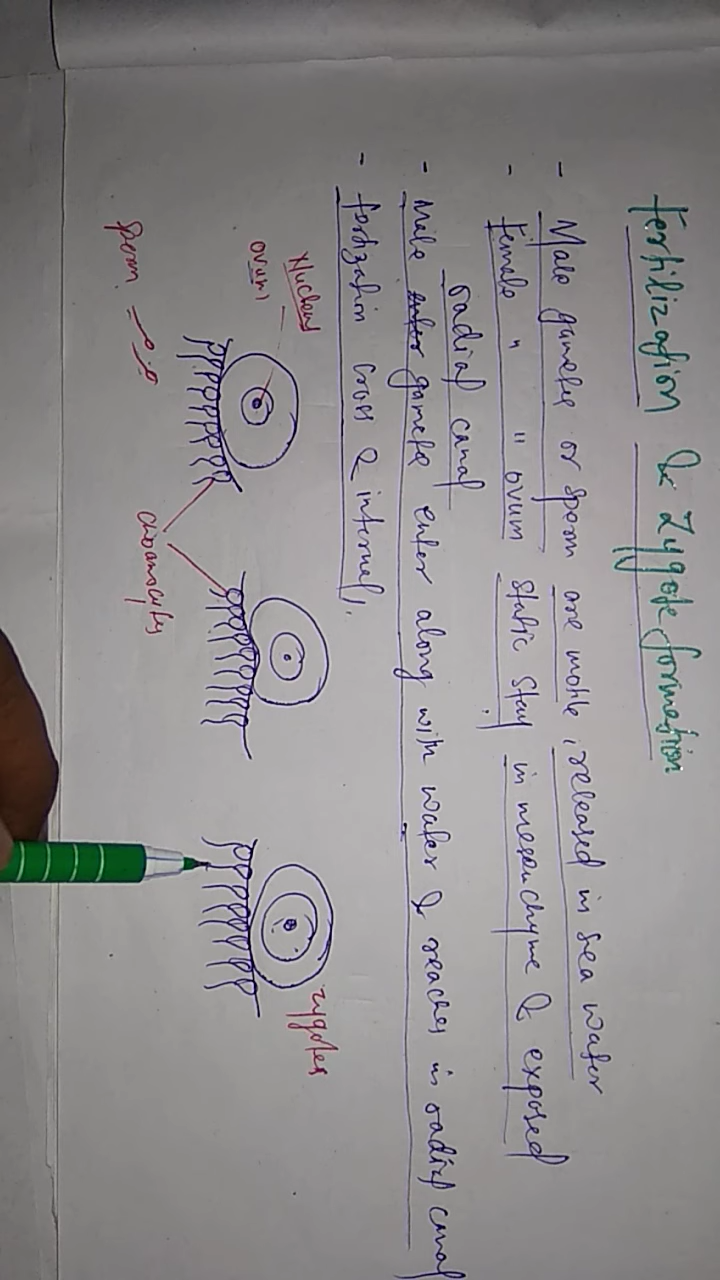 Fertilization & Zygote formation
- Male gamete or sperm are motile, released in sea water
- Female " " ovum static stay in mesenchyme & exposed
radial canal
- Male enter gamete enter along with water & reaches in radial canal
- fertization cross & internal,
Nucleus
ovum
zygotes
sperm
choanocytes